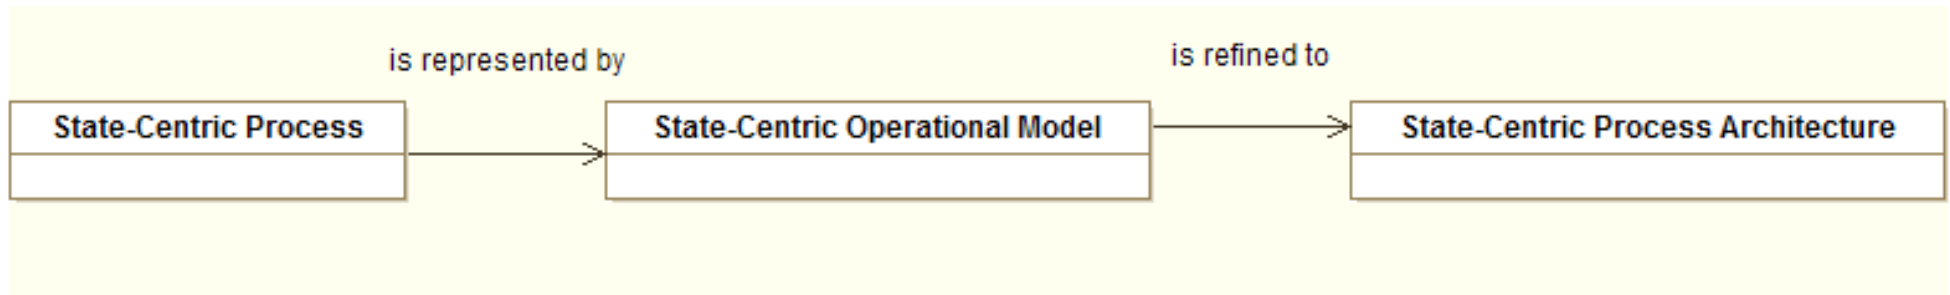 is represented by
is refined to
State-Centric Process
State-Centric Operational Model
State-Centric Process Architecture